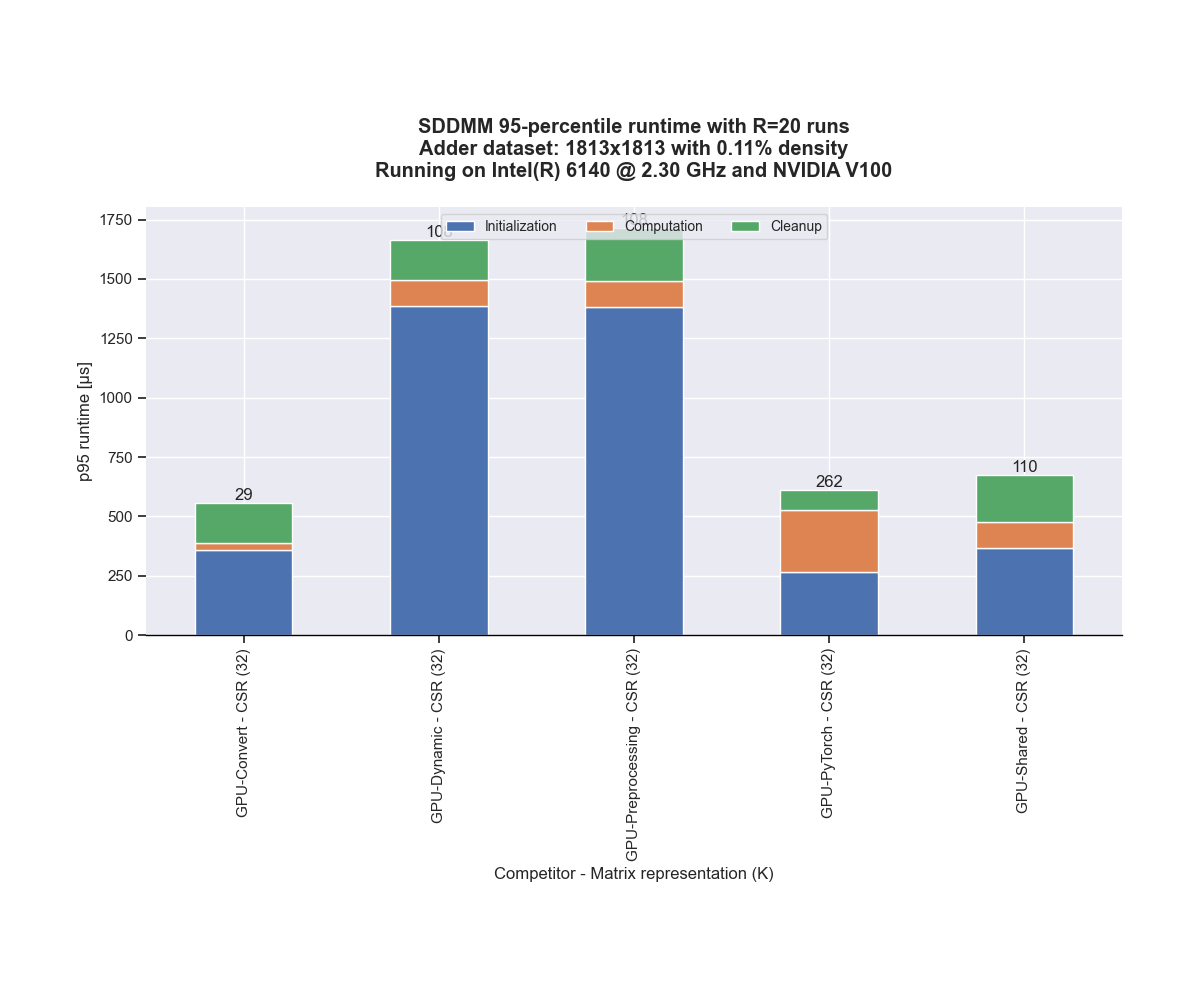 SDDMM 95-percentile runtime with R=20 runs
Adder dataset: 1813x1813 with 0.11% density
Running on Intel(R) 6140 @ 2.30 GHz and NVIDIA V100
Initialization Computation Cleanup
108
108
29
262
110
p95 runtime [µs]
1750
1500
1250
1000
750
500
250
0
GPU-Convert - CSR (32)
GPU-Dynamic - CSR (32)
GPU-Preprocessing - CSR (32)
GPU-PyTorch - CSR (32)
GPU-Shared - CSR (32)
Competitor - Matrix representation (K)